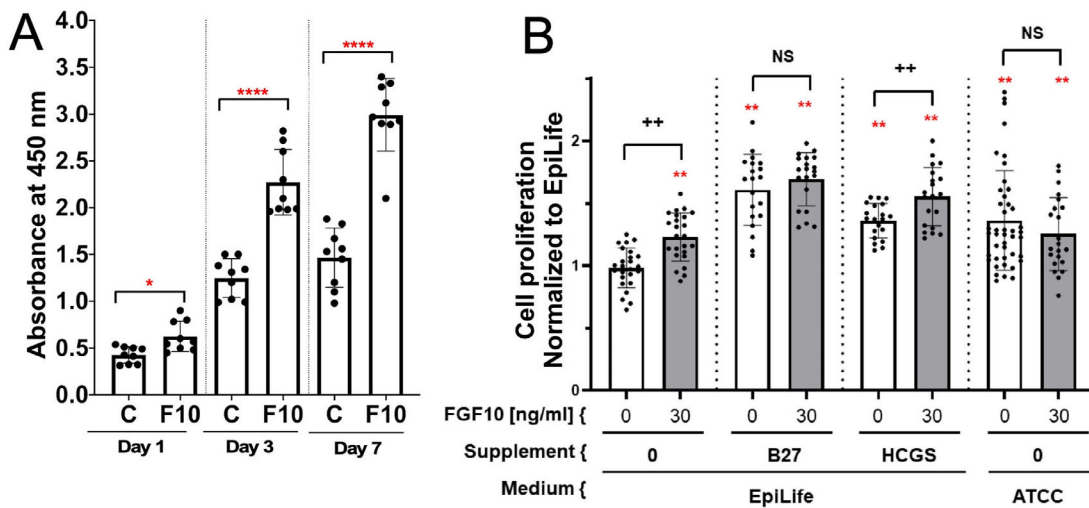 A
Absorbance at 450 nm
4.0
3.5
3.0
2.5
2.0
1.5
1.0
0.5
0.0
*
****
****
C F10 C F10 C F10
Day 1 Day 3 Day 7
B
Cell proliferation
Normalized to EpiLife
2
1
0
++ NS ++ NS
** ** ** ** ** ** **
FGF10 [ng/ml] { 0 30 0 30 0 30 0 30
Supplement { 0 B27 HCGS 0
Medium { EpiLife ATCC